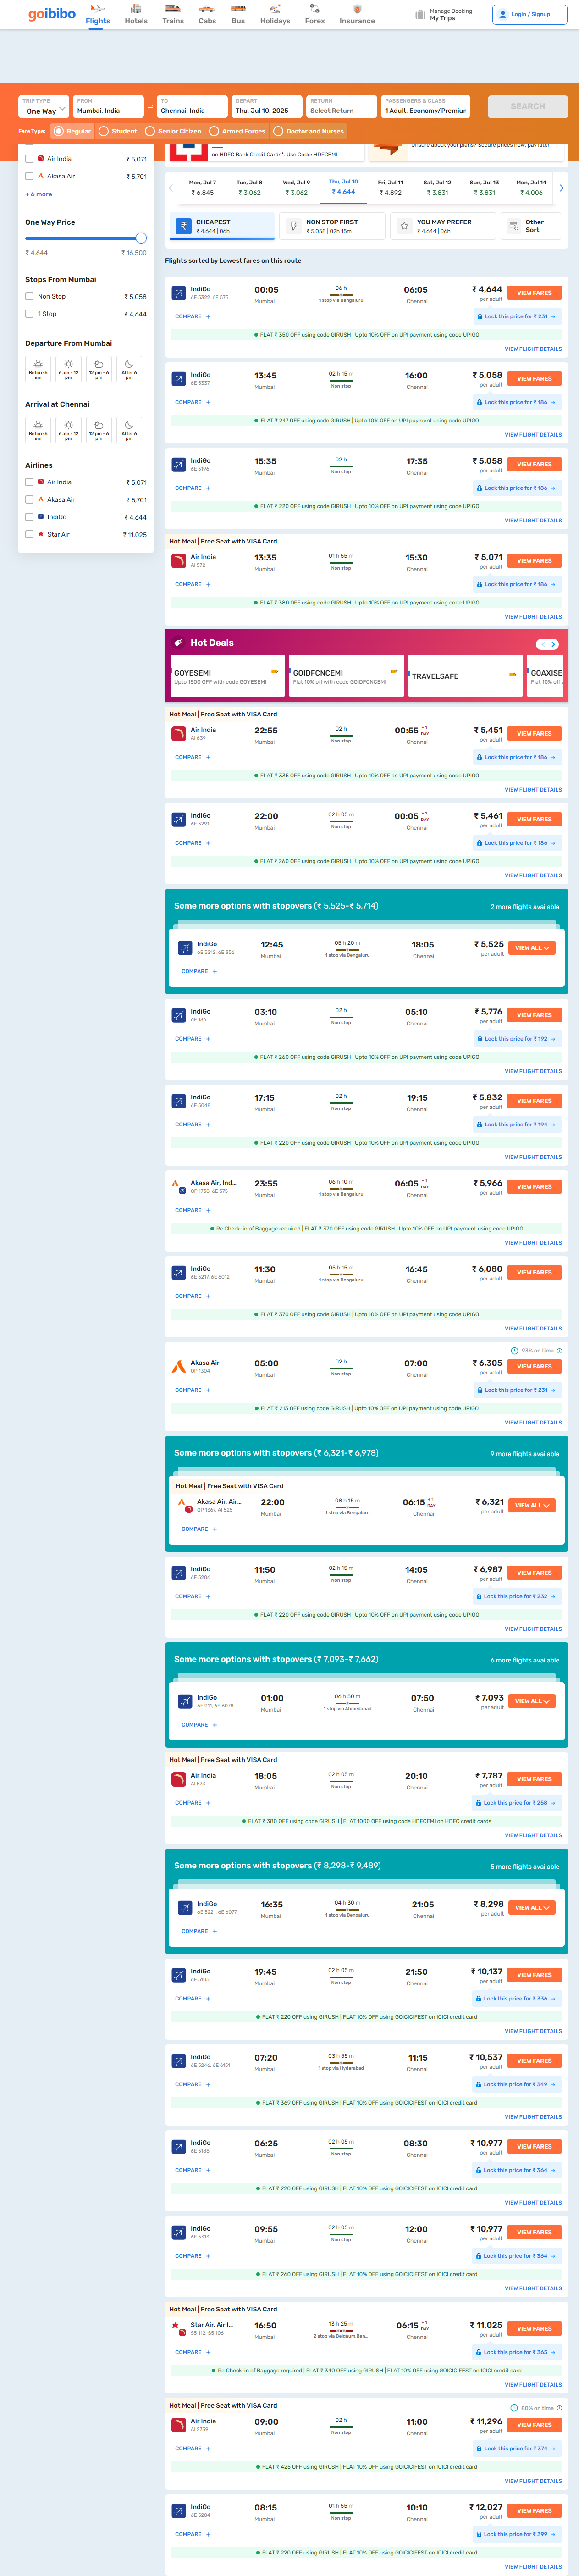 goibibo
Flights
Hotels
Trains
Cabs
Bus
Holidays
Forex
Insurance
Manage Booking
My Trips
Login / Signup
TRIP TYPE
One Way
FROM
Mumbai, India
TO
Chennai, India
DEPART
Thu, Jul 10, 2025
RETURN
Select Return
PASSENGERS & CLASS
1 Adult, Economy/Premium
SEARCH
Fare Type:
Regular
Student
Senior Citizen
Armed Forces
Doctor and Nurses
Air India
₹ 5,071
Akasa Air
₹ 5,701
+ 6 more
One Way Price
₹ 4,644
₹ 16,500
Stops From Mumbai
Non Stop
₹ 5,058
1 Stop
₹ 4,644
Departure From Mumbai
Before 6 am
6 am - 12 pm
12 pm - 6 pm
After 6 pm
Arrival at Chennai
Before 6 am
6 am - 12 pm
12 pm - 6 pm
After 6 pm
Airlines
Air India
₹ 5,071
Akasa Air
₹ 5,701
IndiGo
₹ 4,644
Star Air
₹ 11,025
on HDFC Bank Credit Cards*. Use Code: HDFCEMI
Unsure about your plans? Secure prices now, pay later
Mon, Jul 7
₹ 6,845
Tue, Jul 8
₹ 3,062
Wed, Jul 9
₹ 3,062
Thu, Jul 10
₹ 4,644
Fri, Jul 11
₹ 4,892
Sat, Jul 12
₹ 3,831
Sun, Jul 13
₹ 3,831
Mon, Jul 14
₹ 4,006
CHEAPEST
₹ 4,644 | 06h
NON STOP FIRST
₹ 5,058 | 02h 15m
YOU MAY PREFER
₹ 4,644 | 06h
Other Sort
Flights sorted by Lowest fares on this route
IndiGo
6E 5322, 6E 575
00:05
Mumbai
06 h
1 stop via Bengaluru
06:05
Chennai
₹ 4,644
per adult
VIEW FARES
COMPARE +
Lock this price for ₹ 231 →
FLAT ₹ 350 OFF using code GIRUSH | Upto 10% OFF on UPI payment using code UPIGO
VIEW FLIGHT DETAILS
IndiGo
6E 5337
13:45
Mumbai
02 h 15 m
Non stop
16:00
Chennai
₹ 5,058
per adult
VIEW FARES
COMPARE +
Lock this price for ₹ 186 →
FLAT ₹ 247 OFF using code GIRUSH | Upto 10% OFF on UPI payment using code UPIGO
VIEW FLIGHT DETAILS
IndiGo
6E 5196
15:35
Mumbai
02 h
Non stop
17:35
Chennai
₹ 5,058
per adult
VIEW FARES
COMPARE +
Lock this price for ₹ 186 →
FLAT ₹ 220 OFF using code GIRUSH | Upto 10% OFF on UPI payment using code UPIGO
VIEW FLIGHT DETAILS
Hot Meal | Free Seat with VISA Card
Air India
AI 572
13:35
Mumbai
01 h 55 m
Non stop
15:30
Chennai
₹ 5,071
per adult
VIEW FARES
COMPARE +
Lock this price for ₹ 186 →
FLAT ₹ 380 OFF using code GIRUSH | Upto 10% OFF on UPI payment using code UPIGO
VIEW FLIGHT DETAILS
Hot Deals
GOYESEMI
Upto 1500 OFF with code GOYESEMI
GOIDFCNCEMI
Flat 10% off with code GOIDFCNCEMI
TRAVELSAFE
GOAXISE
Flat 10% off
Hot Meal | Free Seat with VISA Card
Air India
AI 639
22:55
Mumbai
02 h
Non stop
00:55 +1 DAY
Chennai
₹ 5,451
per adult
VIEW FARES
COMPARE +
Lock this price for ₹ 186 →
FLAT ₹ 335 OFF using code GIRUSH | Upto 10% OFF on UPI payment using code UPIGO
VIEW FLIGHT DETAILS
IndiGo
6E 5291
22:00
Mumbai
02 h 05 m
Non stop
00:05 +1 DAY
Chennai
₹ 5,461
per adult
VIEW FARES
COMPARE +
Lock this price for ₹ 186 →
FLAT ₹ 260 OFF using code GIRUSH | Upto 10% OFF on UPI payment using code UPIGO
VIEW FLIGHT DETAILS
Some more options with stopovers (₹ 5,525-₹ 5,714)
2 more flights available
IndiGo
6E 5212, 6E 356
12:45
Mumbai
05 h 20 m
1 stop via Bengaluru
18:05
Chennai
₹ 5,525
per adult
VIEW ALL
COMPARE +
IndiGo
6E 136
03:10
Mumbai
02 h
Non stop
05:10
Chennai
₹ 5,776
per adult
VIEW FARES
COMPARE +
Lock this price for ₹ 192 →
FLAT ₹ 260 OFF using code GIRUSH | Upto 10% OFF on UPI payment using code UPIGO
VIEW FLIGHT DETAILS
IndiGo
6E 5048
17:15
Mumbai
02 h
Non stop
19:15
Chennai
₹ 5,832
per adult
VIEW FARES
COMPARE +
Lock this price for ₹ 194 →
FLAT ₹ 220 OFF using code GIRUSH | Upto 10% OFF on UPI payment using code UPIGO
VIEW FLIGHT DETAILS
Akasa Air, Ind...
QP 1738, 6E 575
23:55
Mumbai
06 h 10 m
1 stop via Bengaluru
06:05 +1 DAY
Chennai
₹ 5,966
per adult
VIEW FARES
COMPARE +
Re Check-in of Baggage required | FLAT ₹ 370 OFF using code GIRUSH | Upto 10% OFF on UPI payment using code UPIGO
VIEW FLIGHT DETAILS
IndiGo
6E 5217, 6E 6012
11:30
Mumbai
05 h 15 m
1 stop via Bengaluru
16:45
Chennai
₹ 6,080
per adult
VIEW FARES
COMPARE +
FLAT ₹ 370 OFF using code GIRUSH | Upto 10% OFF on UPI payment using code UPIGO
VIEW FLIGHT DETAILS
93% on time
Akasa Air
QP 1304
05:00
Mumbai
02 h
Non stop
07:00
Chennai
₹ 6,305
per adult
VIEW FARES
COMPARE +
Lock this price for ₹ 231 →
FLAT ₹ 213 OFF using code GIRUSH | Upto 10% OFF on UPI payment using code UPIGO
VIEW FLIGHT DETAILS
Some more options with stopovers (₹ 6,321-₹ 6,978)
9 more flights available
Hot Meal | Free Seat with VISA Card
Akasa Air, Air...
QP 1367, AI 525
22:00
Mumbai
08 h 15 m
1 stop via Bengaluru
06:15 +1 DAY
Chennai
₹ 6,321
per adult
VIEW ALL
COMPARE +
IndiGo
6E 5206
11:50
Mumbai
02 h 15 m
Non stop
14:05
Chennai
₹ 6,987
per adult
VIEW FARES
COMPARE +
Lock this price for ₹ 232 →
FLAT ₹ 220 OFF using code GIRUSH | Upto 10% OFF on UPI payment using code UPIGO
VIEW FLIGHT DETAILS
Some more options with stopovers (₹ 7,093-₹ 7,662)
6 more flights available
IndiGo
6E 911, 6E 6078
01:00
Mumbai
06 h 50 m
1 stop via Ahmedabad
07:50
Chennai
₹ 7,093
per adult
VIEW ALL
COMPARE +
Hot Meal | Free Seat with VISA Card
Air India
AI 573
18:05
Mumbai
02 h 05 m
Non stop
20:10
Chennai
₹ 7,787
per adult
VIEW FARES
COMPARE +
Lock this price for ₹ 258 →
FLAT ₹ 380 OFF using code GIRUSH | FLAT 1000 OFF using code HDFCEMI on HDFC credit cards
VIEW FLIGHT DETAILS
Some more options with stopovers (₹ 8,298-₹ 9,489)
5 more flights available
IndiGo
6E 5221, 6E 6077
16:35
Mumbai
04 h 30 m
1 stop via Bengaluru
21:05
Chennai
₹ 8,298
per adult
VIEW ALL
COMPARE +
IndiGo
6E 5105
19:45
Mumbai
02 h 05 m
Non stop
21:50
Chennai
₹ 10,137
per adult
VIEW FARES
COMPARE +
Lock this price for ₹ 336 →
FLAT ₹ 220 OFF using GIRUSH | FLAT 10% OFF using GOICICIFEST on ICICI credit card
VIEW FLIGHT DETAILS
IndiGo
6E 5246, 6E 6151
07:20
Mumbai
03 h 55 m
1 stop via Hyderabad
11:15
Chennai
₹ 10,537
per adult
VIEW FARES
COMPARE +
Lock this price for ₹ 349 →
FLAT ₹ 369 OFF using GIRUSH | FLAT 10% OFF using GOICICIFEST on ICICI credit card
VIEW FLIGHT DETAILS
IndiGo
6E 5188
06:25
Mumbai
02 h 05 m
Non stop
08:30
Chennai
₹ 10,977
per adult
VIEW FARES
COMPARE +
Lock this price for ₹ 364 →
FLAT ₹ 220 OFF using GIRUSH | FLAT 10% OFF using GOICICIFEST on ICICI credit card
VIEW FLIGHT DETAILS
IndiGo
6E 5313
09:55
Mumbai
02 h 05 m
Non stop
12:00
Chennai
₹ 10,977
per adult
VIEW FARES
COMPARE +
Lock this price for ₹ 364 →
FLAT ₹ 260 OFF using GIRUSH | FLAT 10% OFF using GOICICIFEST on ICICI credit card
VIEW FLIGHT DETAILS
Hot Meal | Free Seat with VISA Card
Star Air, Air I...
S5 112, S5 106
16:50
Mumbai
13 h 25 m
2 stop via Belgaum,Ben...
06:15 +1 DAY
Chennai
₹ 11,025
per adult
VIEW FARES
COMPARE +
Lock this price for ₹ 365 →
Re Check-in of Baggage required | FLAT ₹ 340 OFF using GIRUSH | FLAT 10% OFF using GOICICIFEST on ICICI credit card
VIEW FLIGHT DETAILS
Hot Meal | Free Seat with VISA Card
80% on time
Air India
AI 2739
09:00
Mumbai
02 h
Non stop
11:00
Chennai
₹ 11,296
per adult
VIEW FARES
COMPARE +
Lock this price for ₹ 374 →
FLAT ₹ 425 OFF using GIRUSH | FLAT 10% OFF using GOICICIFEST on ICICI credit card
VIEW FLIGHT DETAILS
IndiGo
6E 5204
08:15
Mumbai
01 h 55 m
Non stop
10:10
Chennai
₹ 12,027
per adult
VIEW FARES
COMPARE +
Lock this price for ₹ 399 →
FLAT ₹ 220 OFF using GIRUSH | FLAT 10% OFF using GOICICIFEST on ICICI credit card
VIEW FLIGHT DETAILS